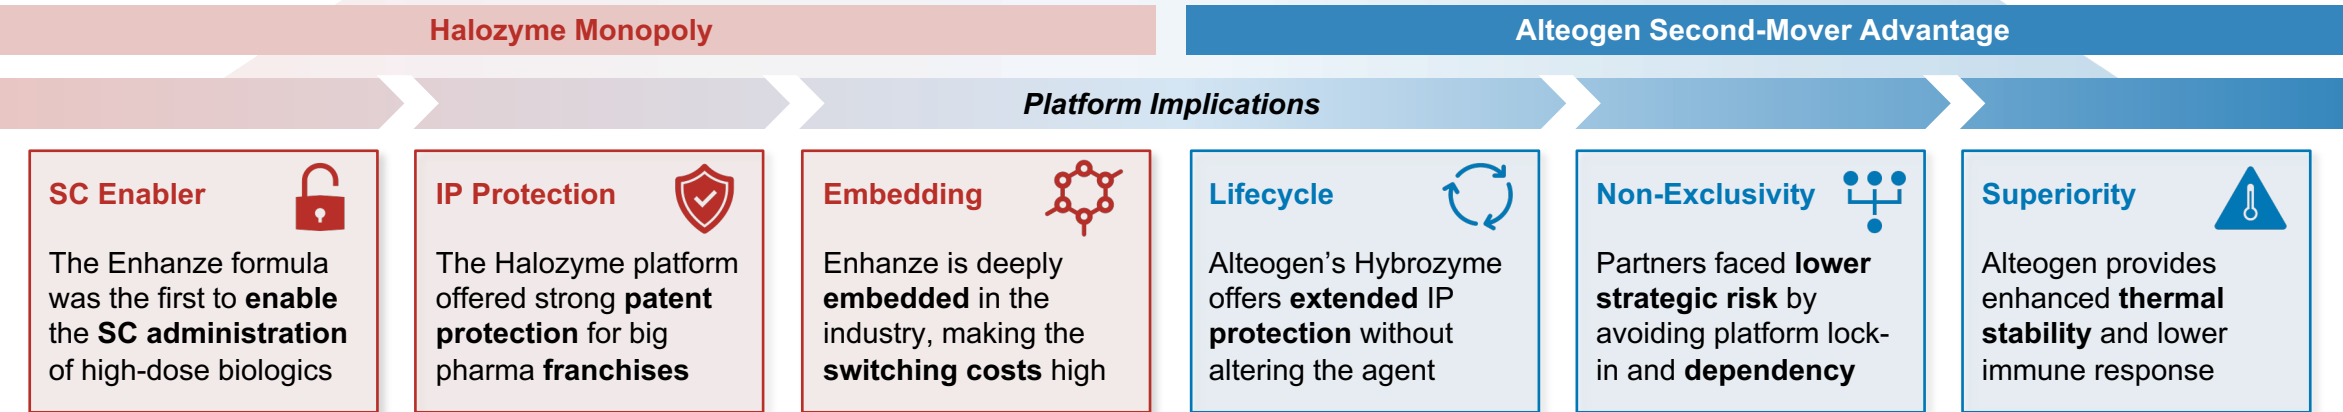 Halozyme Monopoly
Alteogen Second-Mover Advantage
Platform Implications
SC Enabler
The Enhanze formula
was the first to enable
the SC administration
of high-dose biologics
IP Protection
The Halozyme platform
offered strong patent
protection for big
pharma franchises
Embedding
Enhanze is deeply
embedded in the
industry, making the
switching costs high
Lifecycle
Alteogen’s Hybrozyme
offers extended IP
protection without
altering the agent
Non-Exclusivity
Partners faced lower
strategic risk by
avoiding platform lock-
in and dependency
Superiority
Alteogen provides
enhanced thermal
stability and lower
immune response